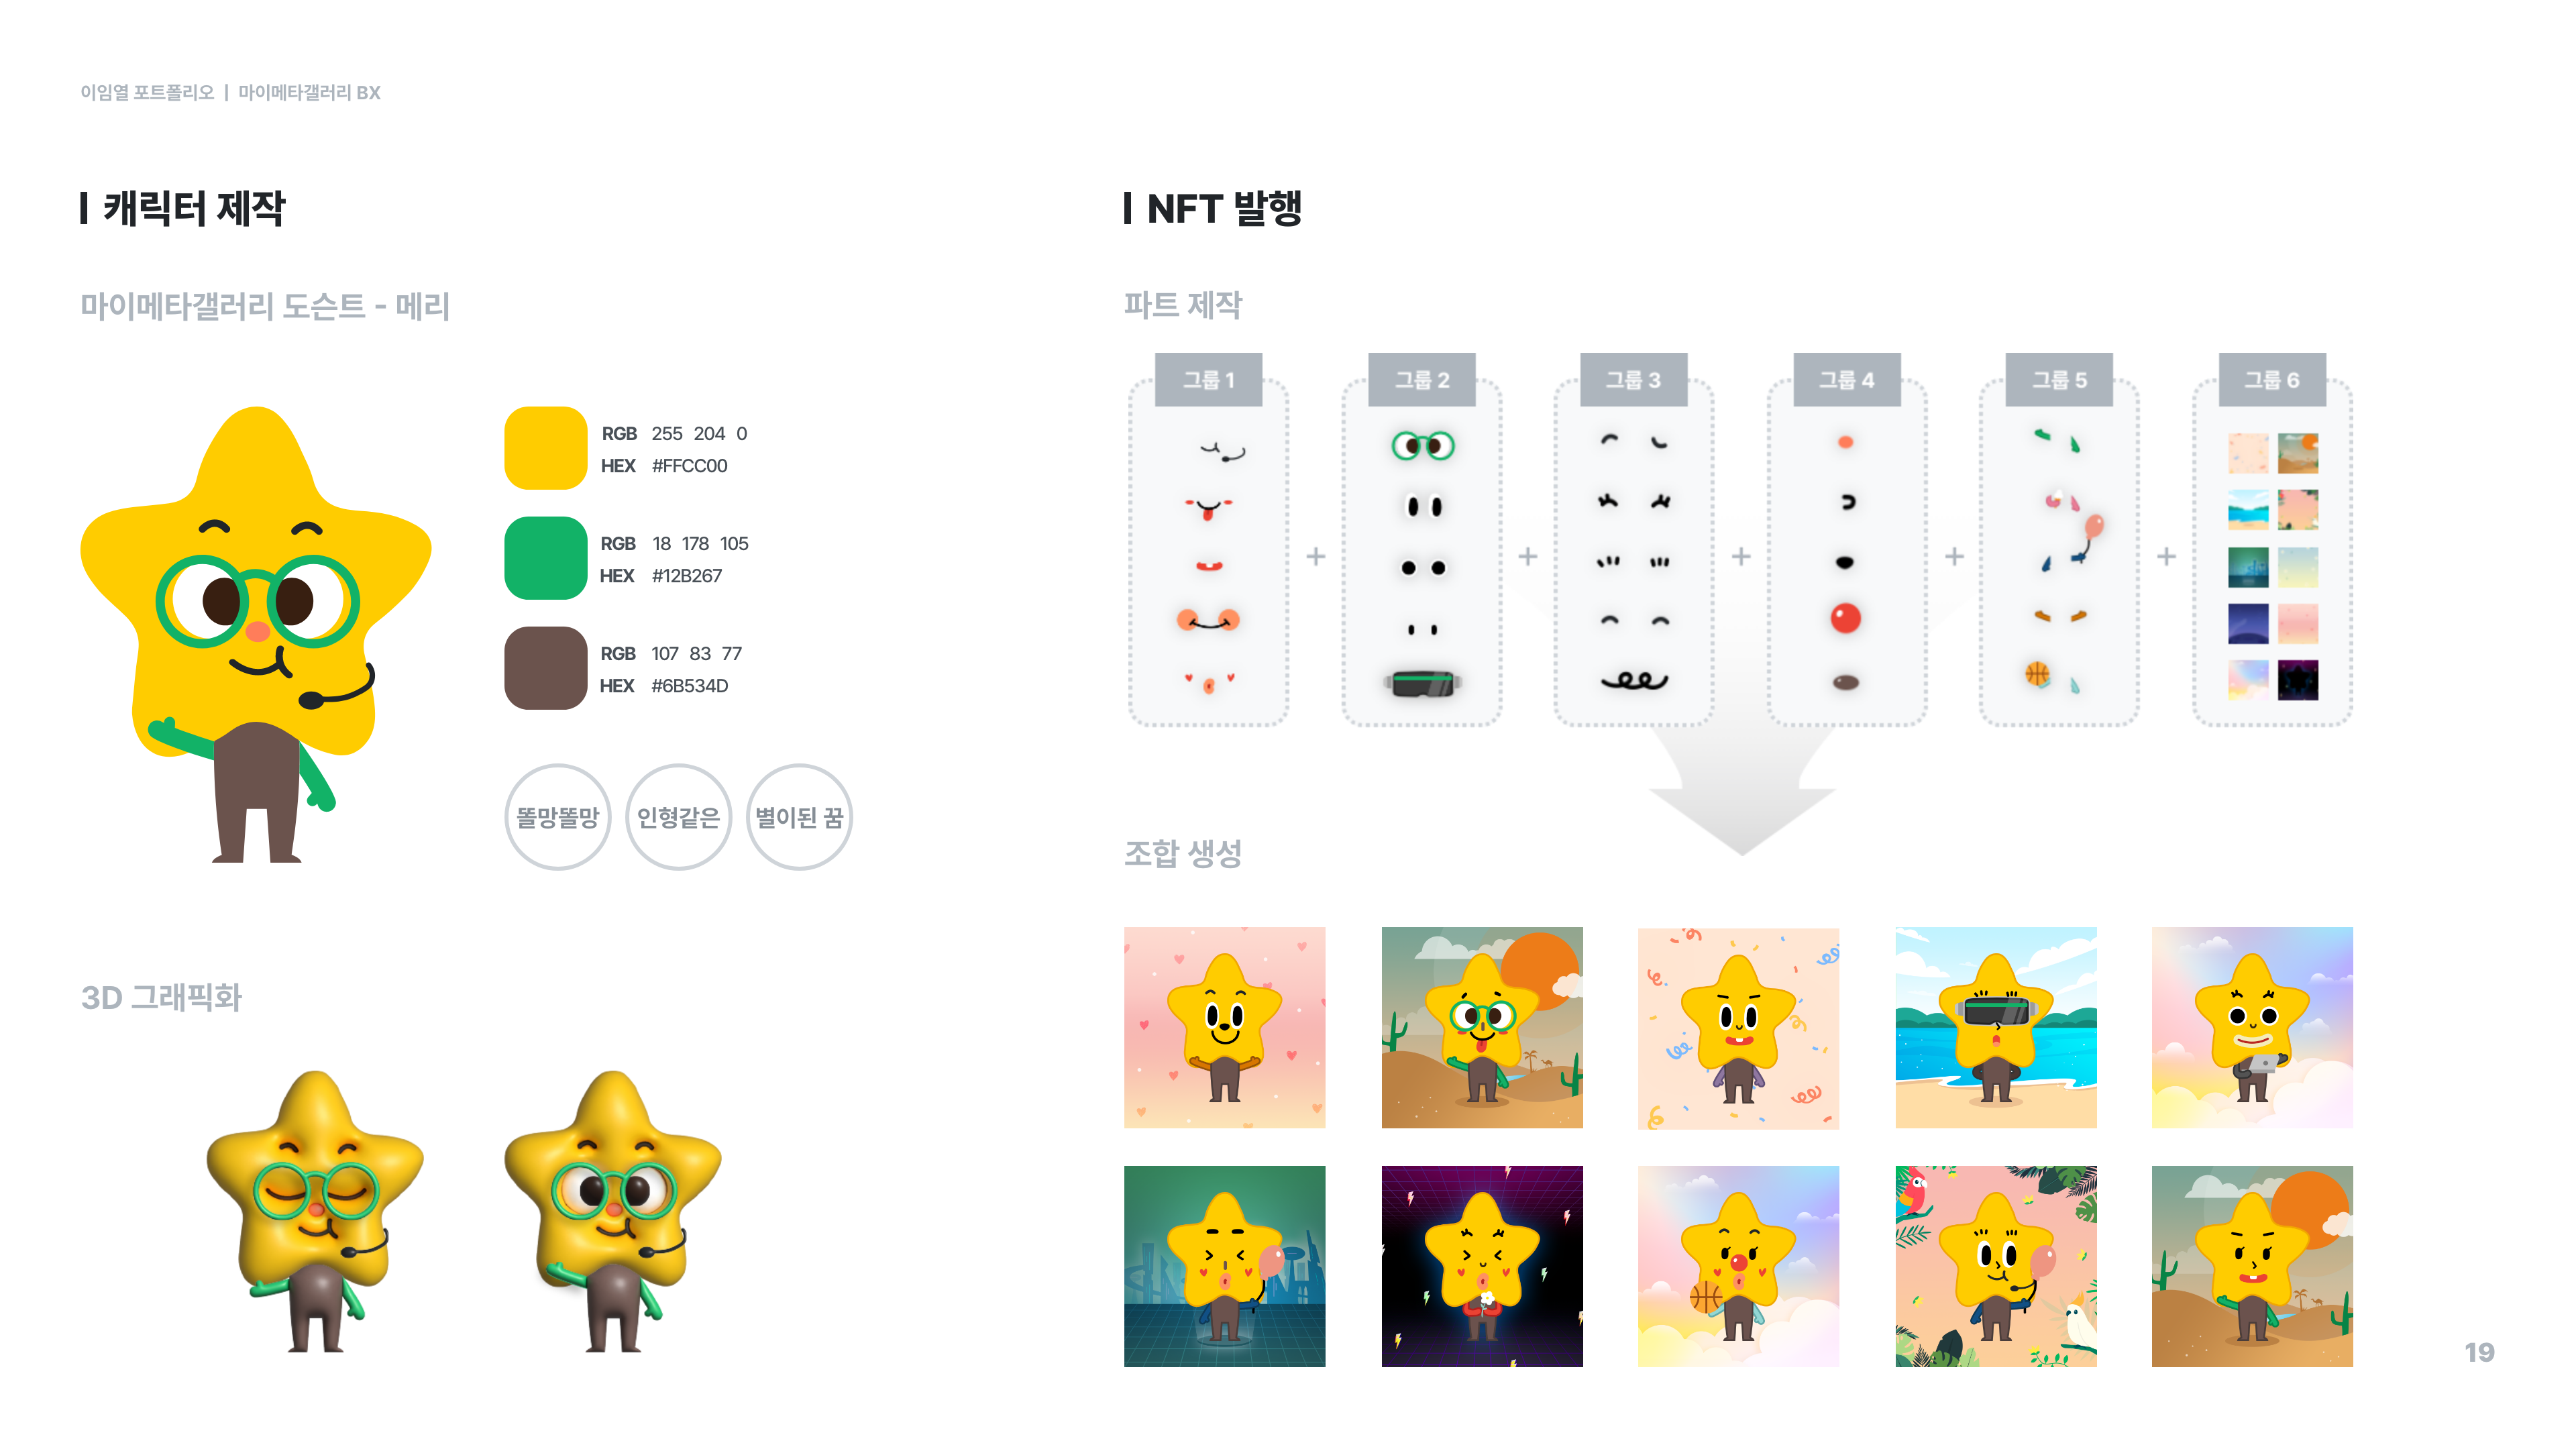 이임열 포트폴리오 | 마이메타갤러리 BX
캐릭터 제작
마이메타갤러리 도슨트 - 메리
RGB 255 204 0
HEX #FFCC00
RGB 18 178 105
HEX #12B267
RGB 107 83 77
HEX #6B534D
똘망똘망
인형같은
별이된 꿈
3D 그래픽화
NFT 발행
파트 제작
그룹 1
그룹 2
그룹 3
그룹 4
그룹 5
그룹 6
조합 생성
19